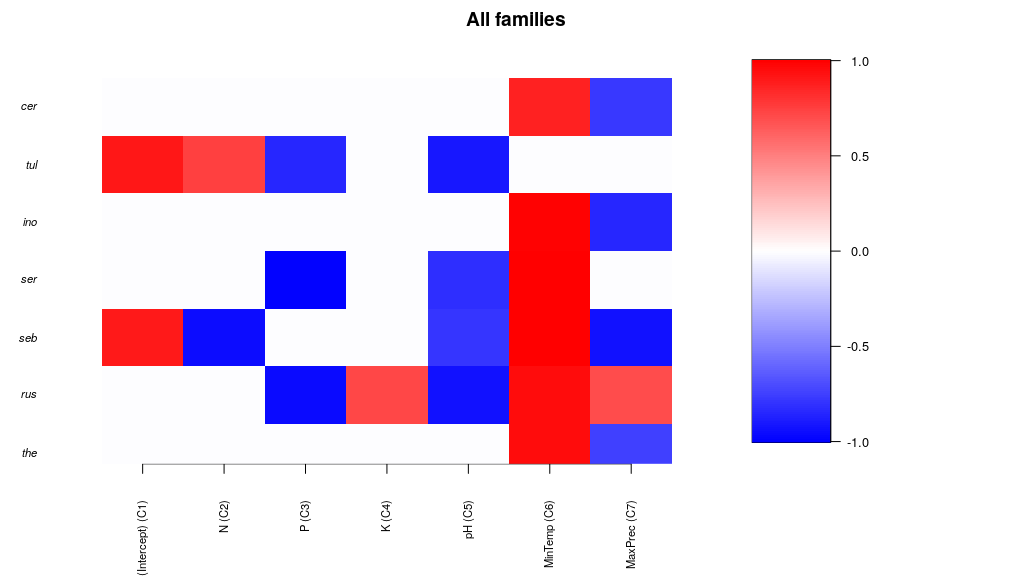 All families
cer
tul
ino
ser
seb
rus
the
1.0
0.5
0.0
-0.5
-1.0
(Intercept) (C1)
N (C2)
P (C3)
K (C4)
pH (C5)
MinTemp (C6)
MaxPrec (C7)